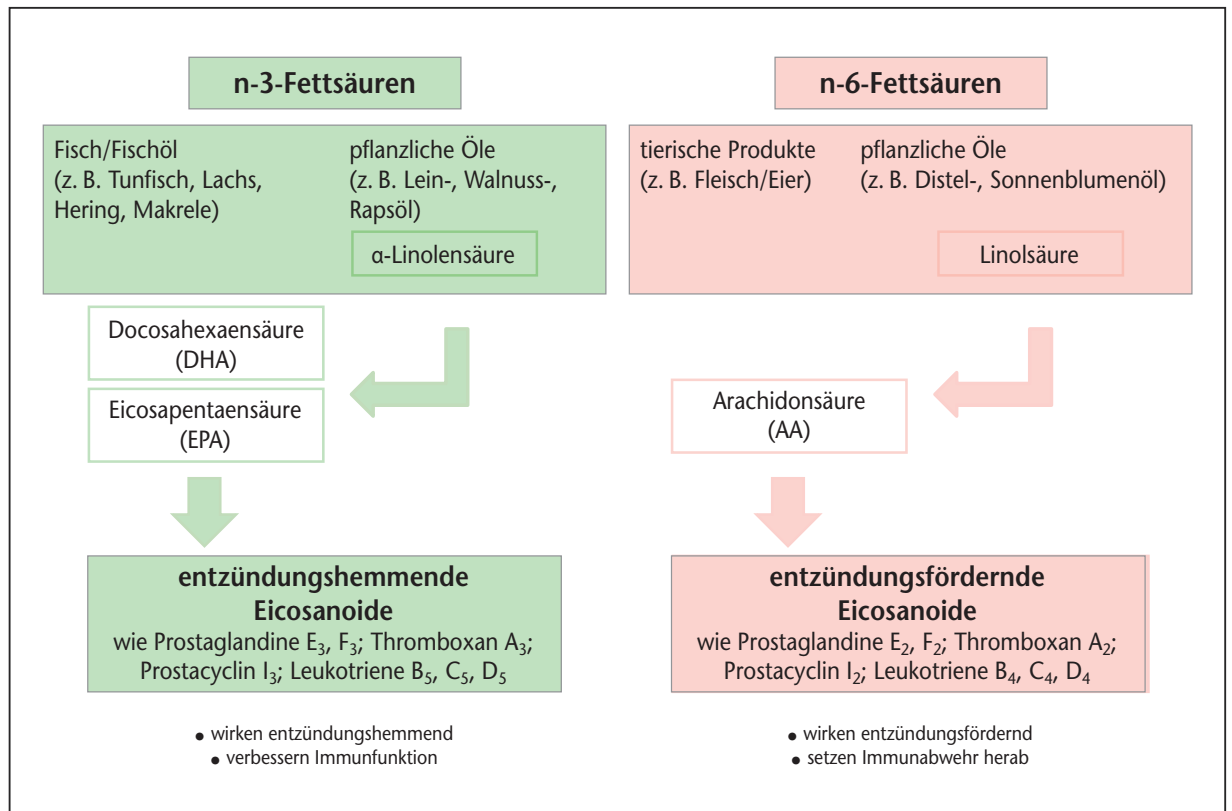 n-3-Fettsäuren
Fisch/Fischöl
(z. B. Tunfisch, Lachs,
Hering, Makrele)
pflanzliche Öle
(z. B. Lein-, Walnuss-,
Rapsöl)
α-Linolensäure
Docosahexaensäure
(DHA)
Eicosapentaensäure
(EPA)
entzündungshemmende
Eicosanoide
wie Prostaglandine E₃, F₃; Thromboxan A₃;
Prostacyclin I₃; Leukotriene B₅, C₅, D₅
• wirken entzündungshemmend
• verbessern Immunfunktion
n-6-Fettsäuren
tierische Produkte
(z. B. Fleisch/Eier)
pflanzliche Öle
(z. B. Distel-, Sonnenblumenöl)
Linolsäure
Arachidonsäure
(AA)
entzündungsfördernde
Eicosanoide
wie Prostaglandine E₂, F₂; Thromboxan A₂;
Prostacyclin I₂; Leukotriene B₄, C₄, D₄
• wirken entzündungsfördernd
• setzen Immunabwehr herab